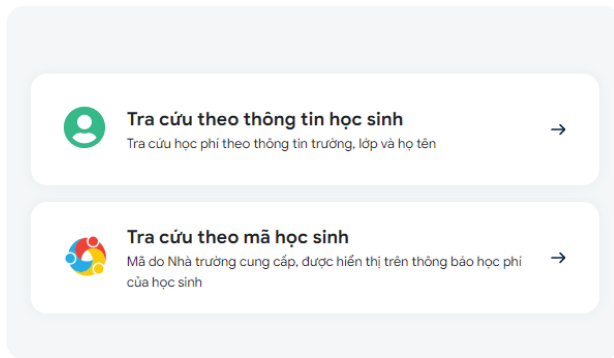 Tra cứu theo thông tin học sinh
Tra cứu học phí theo thông tin trường, lớp và họ tên
Tra cứu theo mã học sinh
Mã do Nhà trường cung cấp, được hiển thị trên thông báo học phí
của học sinh